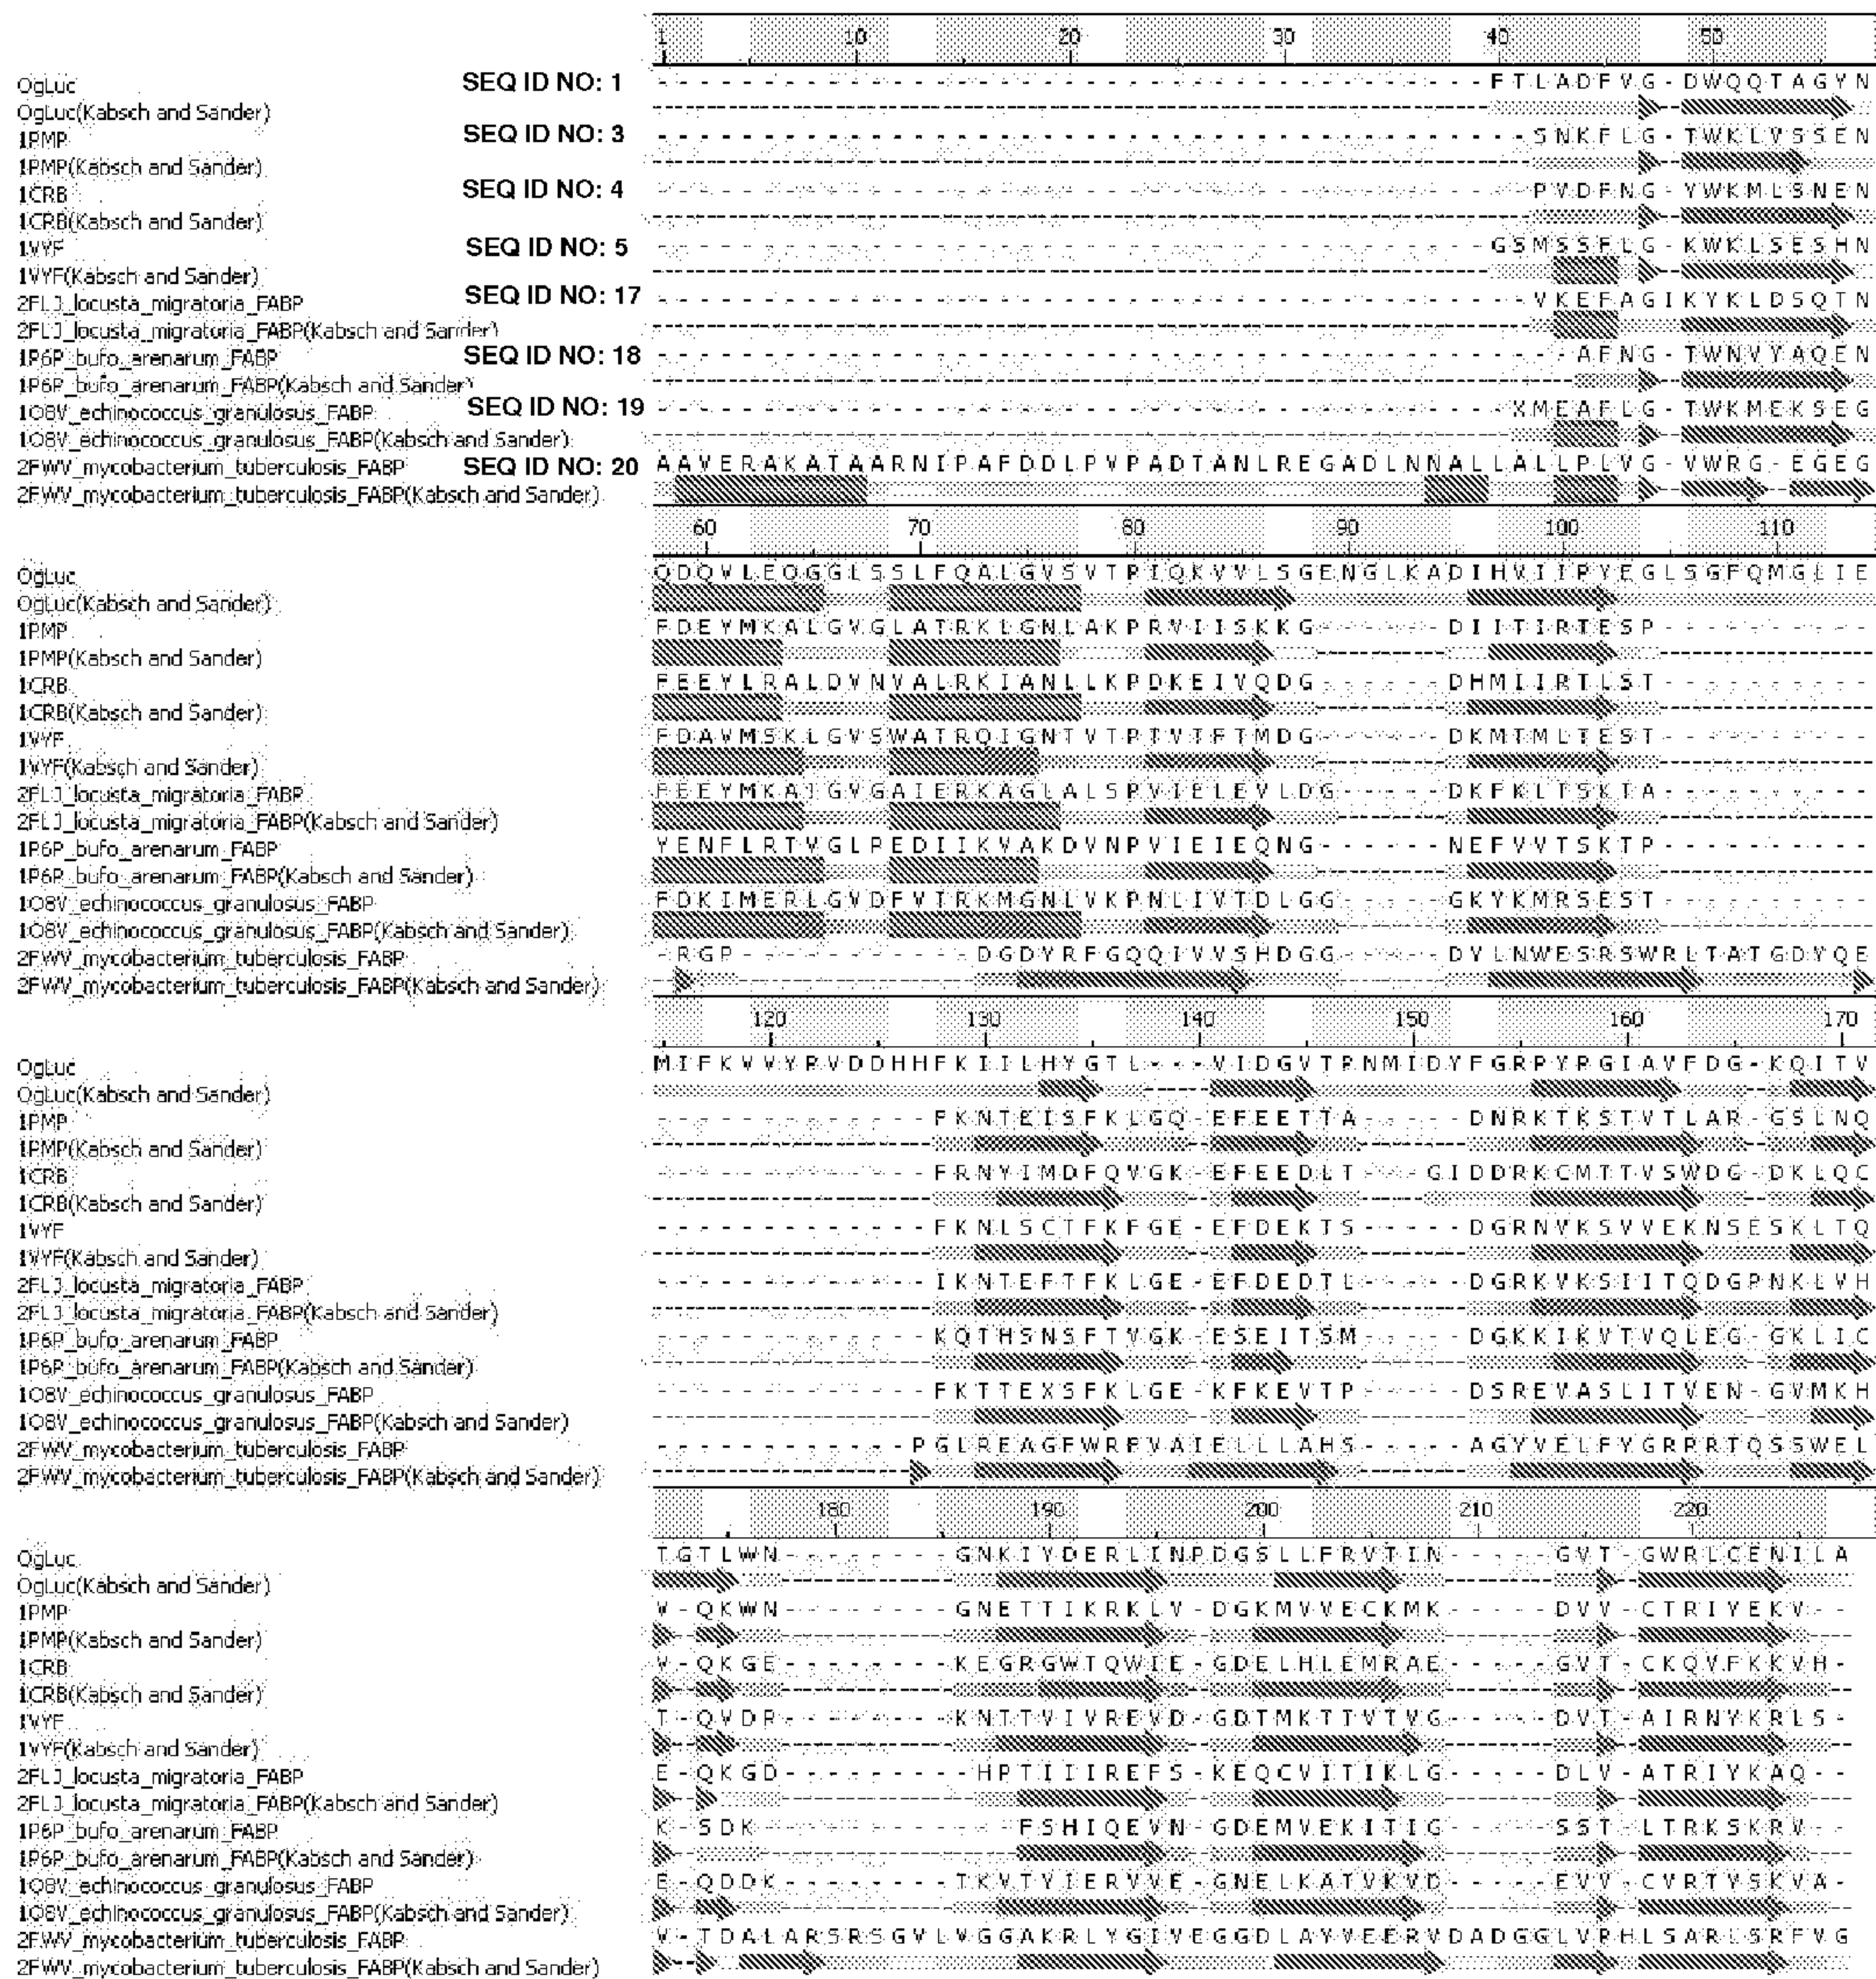 1 10 20 30 40 50
OgLuc SEQ ID NO: 1 FTLADFVG-DWQQTAGYN
OgLuc(Kabsch and Sander)
1PMP SEQ ID NO: 3 SNKFLG-TWKLVSSEN
1PMP(Kabsch and Sander)
1CRB SEQ ID NO: 4 PVDFNG-YWKMLSNEN
1CRB(Kabsch and Sander)
1VYF SEQ ID NO: 5 GSMSSFLG-KWKLSESHN
1VYF(Kabsch and Sander)
2FLJ_locusta_migratoria_FABP SEQ ID NO: 17 VKEFAGIKYKLDSQTN
2FLJ_locusta_migratoria_FABP(Kabsch and Sander)
1P6P_bufo_arenarum_FABP SEQ ID NO: 18 AFNG-TWNVYAQEN
1P6P_bufo_arenarum_FABP(Kabsch and Sander)
1O8V_echinococcus_granulosus_FABP SEQ ID NO: 19 XMEAFLG-TWKMEKSEG
1O8V_echinococcus_granulosus_FABP(Kabsch and Sander)
2FWV_mycobacterium_tuberculosis_FABP SEQ ID NO: 20 AAVERAKATAARNIPAFDDLPVPADTANLREGADLNNALLALLPLVG-VWRG-EGEG
2FWV_mycobacterium_tuberculosis_FABP(Kabsch and Sander)
60 70 80 90 100 110
OgLuc QDQVLEQGGLSSLFQALGVSVTPIQKVVLSGENGLKADIHVIIPYEGLSGFQMGLIE
OgLuc(Kabsch and Sander)
1PMP FDEYMKALGVGLATRKLGNLAKPRVIISKKG------DIITIRTESP----------
1PMP(Kabsch and Sander)
1CRB FEEYLRALDVNVALRKIANLLKPDKEIVQDG------DHMIIRTLST----------
1CRB(Kabsch and Sander)
1VYF FDAVMSKLGVSWATRQIGNTVTPTVTFTMDG------DKMTMLTEST----------
1VYF(Kabsch and Sander)
2FLJ_locusta_migratoria_FABP FEEYMKAIGVGAIERKAGLALSPVIELEVLDG-----DKFKLTSKTA----------
2FLJ_locusta_migratoria_FABP(Kabsch and Sander)
1P6P_bufo_arenarum_FABP YENFLRTVGLPEDIIKVAKDVNPVIEIEQNG------NEFVVTSKTP----------
1P6P_bufo_arenarum_FABP(Kabsch and Sander)
1O8V_echinococcus_granulosus_FABP FDKIMERLGVDFVTRKMGNLVKPNLIVTDLGG-----GKYKMRSEST----------
1O8V_echinococcus_granulosus_FABP(Kabsch and Sander)
2FWV_mycobacterium_tuberculosis_FABP -RGP-----------DGDYRFGQQIVVSHDGG-----DYLNWESRSWRLTATGDYQE
2FWV_mycobacterium_tuberculosis_FABP(Kabsch and Sander)
120 130 140 150 160 170
OgLuc MIFKVVYPVDDHHFKIILHYGTL---VIDGVTPNMIDYFGRPYPGIAVFDG-KQITV
OgLuc(Kabsch and Sander)
1PMP -------------FKNTEISFKLGQ-EFEETTA-----DNRKTKSTVTLAR-GSLNQ
1PMP(Kabsch and Sander)
1CRB -------------FRNYIMDFQVGK-EFEEDLT---GIDDRKCMTTVSWDG-DKLQC
1CRB(Kabsch and Sander)
1VYF -------------FKNLSCTFKFGE-EFDEKTS-----DGRNVKSVVEKNSESKLTQ
1VYF(Kabsch and Sander)
2FLJ_locusta_migratoria_FABP -------------IKNTEFTFKLGE-EFDEDTL-----DGRKVKSIITQDGPNKLVH
2FLJ_locusta_migratoria_FABP(Kabsch and Sander)
1P6P_bufo_arenarum_FABP -------------KQTHSNSFTVGK-ESEITSM-----DGKKIKVTVQLEG-GKLIC
1P6P_bufo_arenarum_FABP(Kabsch and Sander)
1O8V_echinococcus_granulosus_FABP -------------FKTTEXSFKLGE-KFKEVTP-----DSREVASLITVEN-GVMKH
1O8V_echinococcus_granulosus_FABP(Kabsch and Sander)
2FWV_mycobacterium_tuberculosis_FABP ------------PGLREAGFWRFVAIELLLAHS-----AGYVELFYGRPRTQSSWEL
2FWV_mycobacterium_tuberculosis_FABP(Kabsch and Sander)
180 190 200 210 220
OgLuc TGTLWN--------GNKIYDERLINPDGSLLFRVTIN-----GVT-GWRLCENILA
OgLuc(Kabsch and Sander)
1PMP V-QKWN--------GNETTIKRKLV-DGKMVVECKMK-----DVV-CTRIYEKV--
1PMP(Kabsch and Sander)
1CRB V-QKGE--------KEGRGWTQWIE-GDELHLEMRAE-----GVT-CKQVFKKVH-
1CRB(Kabsch and Sander)
1VYF T-QVDP--------KNTTVIVREVD-GDTMKTTVTVG-----DVT-AIRNYKRLS-
1VYF(Kabsch and Sander)
2FLJ_locusta_migratoria_FABP E-QKGD---------HPTIIIREFS-KEQCVITIKLG-----DLV-ATRIYKAQ--
2FLJ_locusta_migratoria_FABP(Kabsch and Sander)
1P6P_bufo_arenarum_FABP K-SDK------------FSHIQEVN-GDEMVEKITIG-----SST-LTRKSKRV--
1P6P_bufo_arenarum_FABP(Kabsch and Sander)
1O8V_echinococcus_granulosus_FABP E-QDDK--------TKVTYIERVVE-GNELKATVKVD-----EVV-CVRTYSKVA-
1O8V_echinococcus_granulosus_FABP(Kabsch and Sander)
2FWV_mycobacterium_tuberculosis_FABP V-TDALARSRSGVLVGGAKRLYGIVEGGDLAYVEERVDADGGLVPHLSARLSRFVG
2FWV_mycobacterium_tuberculosis_FABP(Kabsch and Sander)